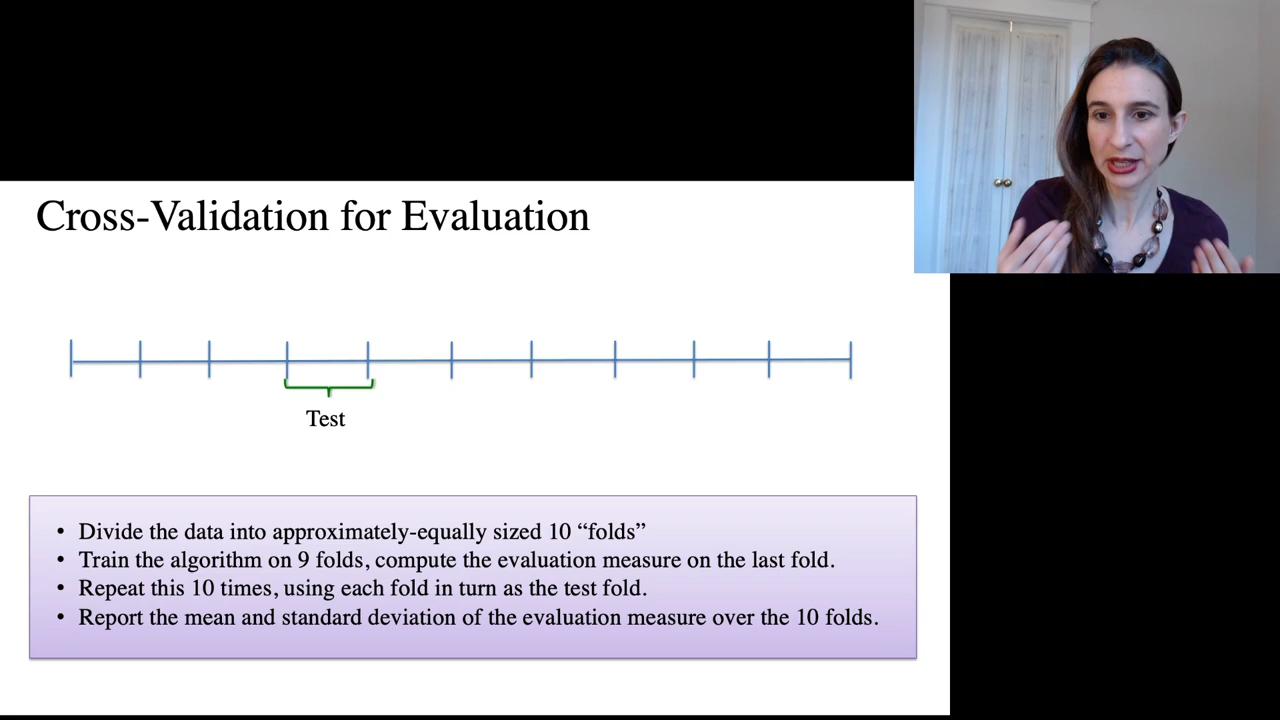 Cross-Validation for Evaluation
Test
• Divide the data into approximately-equally sized 10 “folds”
• Train the algorithm on 9 folds, compute the evaluation measure on the last fold.
• Repeat this 10 times, using each fold in turn as the test fold.
• Report the mean and standard deviation of the evaluation measure over the 10 folds.